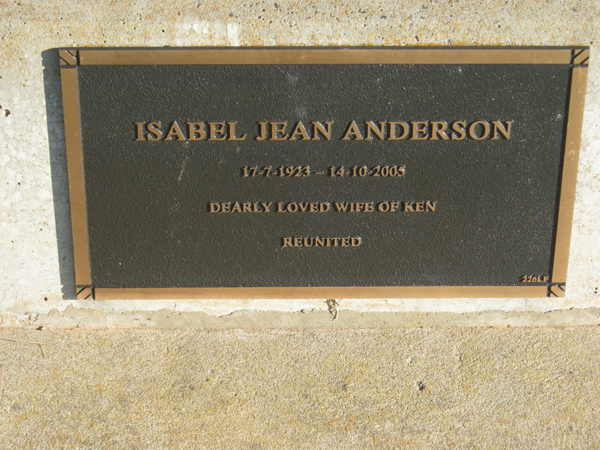 ISABEL JEAN ANDERSON
17-7-1923 – 14-10-2005
DEARLY LOVED WIFE OF KEN
REUNITED